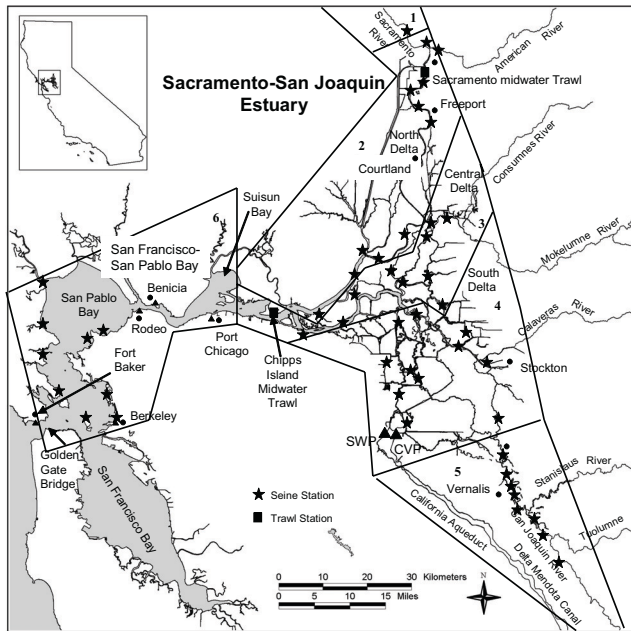 Sacramento-San Joaquin
Estuary
1
Sacramento
River
American River
Sacramento midwater Trawl
Freeport
North
Delta
2
Courtland
Consumnes River
Central
Delta
3
Mokelumne River
Suisun
Bay
6
San Francisco-
San Pablo Bay
South
Delta
4
Calaveras River
San Pablo
Bay
Benicia
Rodeo
Port
Chicago
Chipps
Island
Midwater
Trawl
Stockton
Fort
Baker
Berkeley
Golden
Gate
Bridge
San Francisco Bay
SWP
CVP
5
Vernalis
Stanislaus River
Tuolumne
San Joaquin River
California Aqueduct
Delta Mendota Canal
Seine Station
Trawl Station
0 10 20 30 Kilometers
0 5 10 15 Miles
N